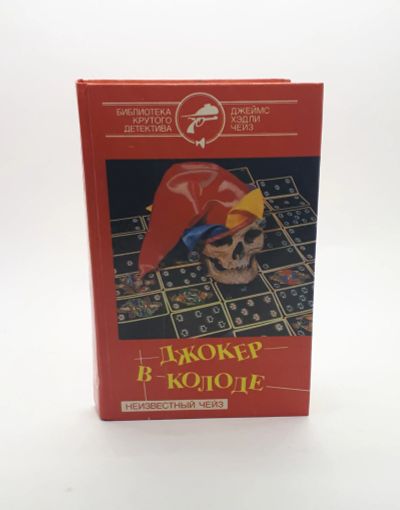 БИБЛИОТЕКА
КРУТОГО
ДЕТЕКТИВА
ДЖЕЙМС
ХЭДЛИ
ЧЕЙЗ
ДЖОКЕР
В КОЛОДЕ
НЕИЗВЕСТНЫЙ ЧЕЙЗ